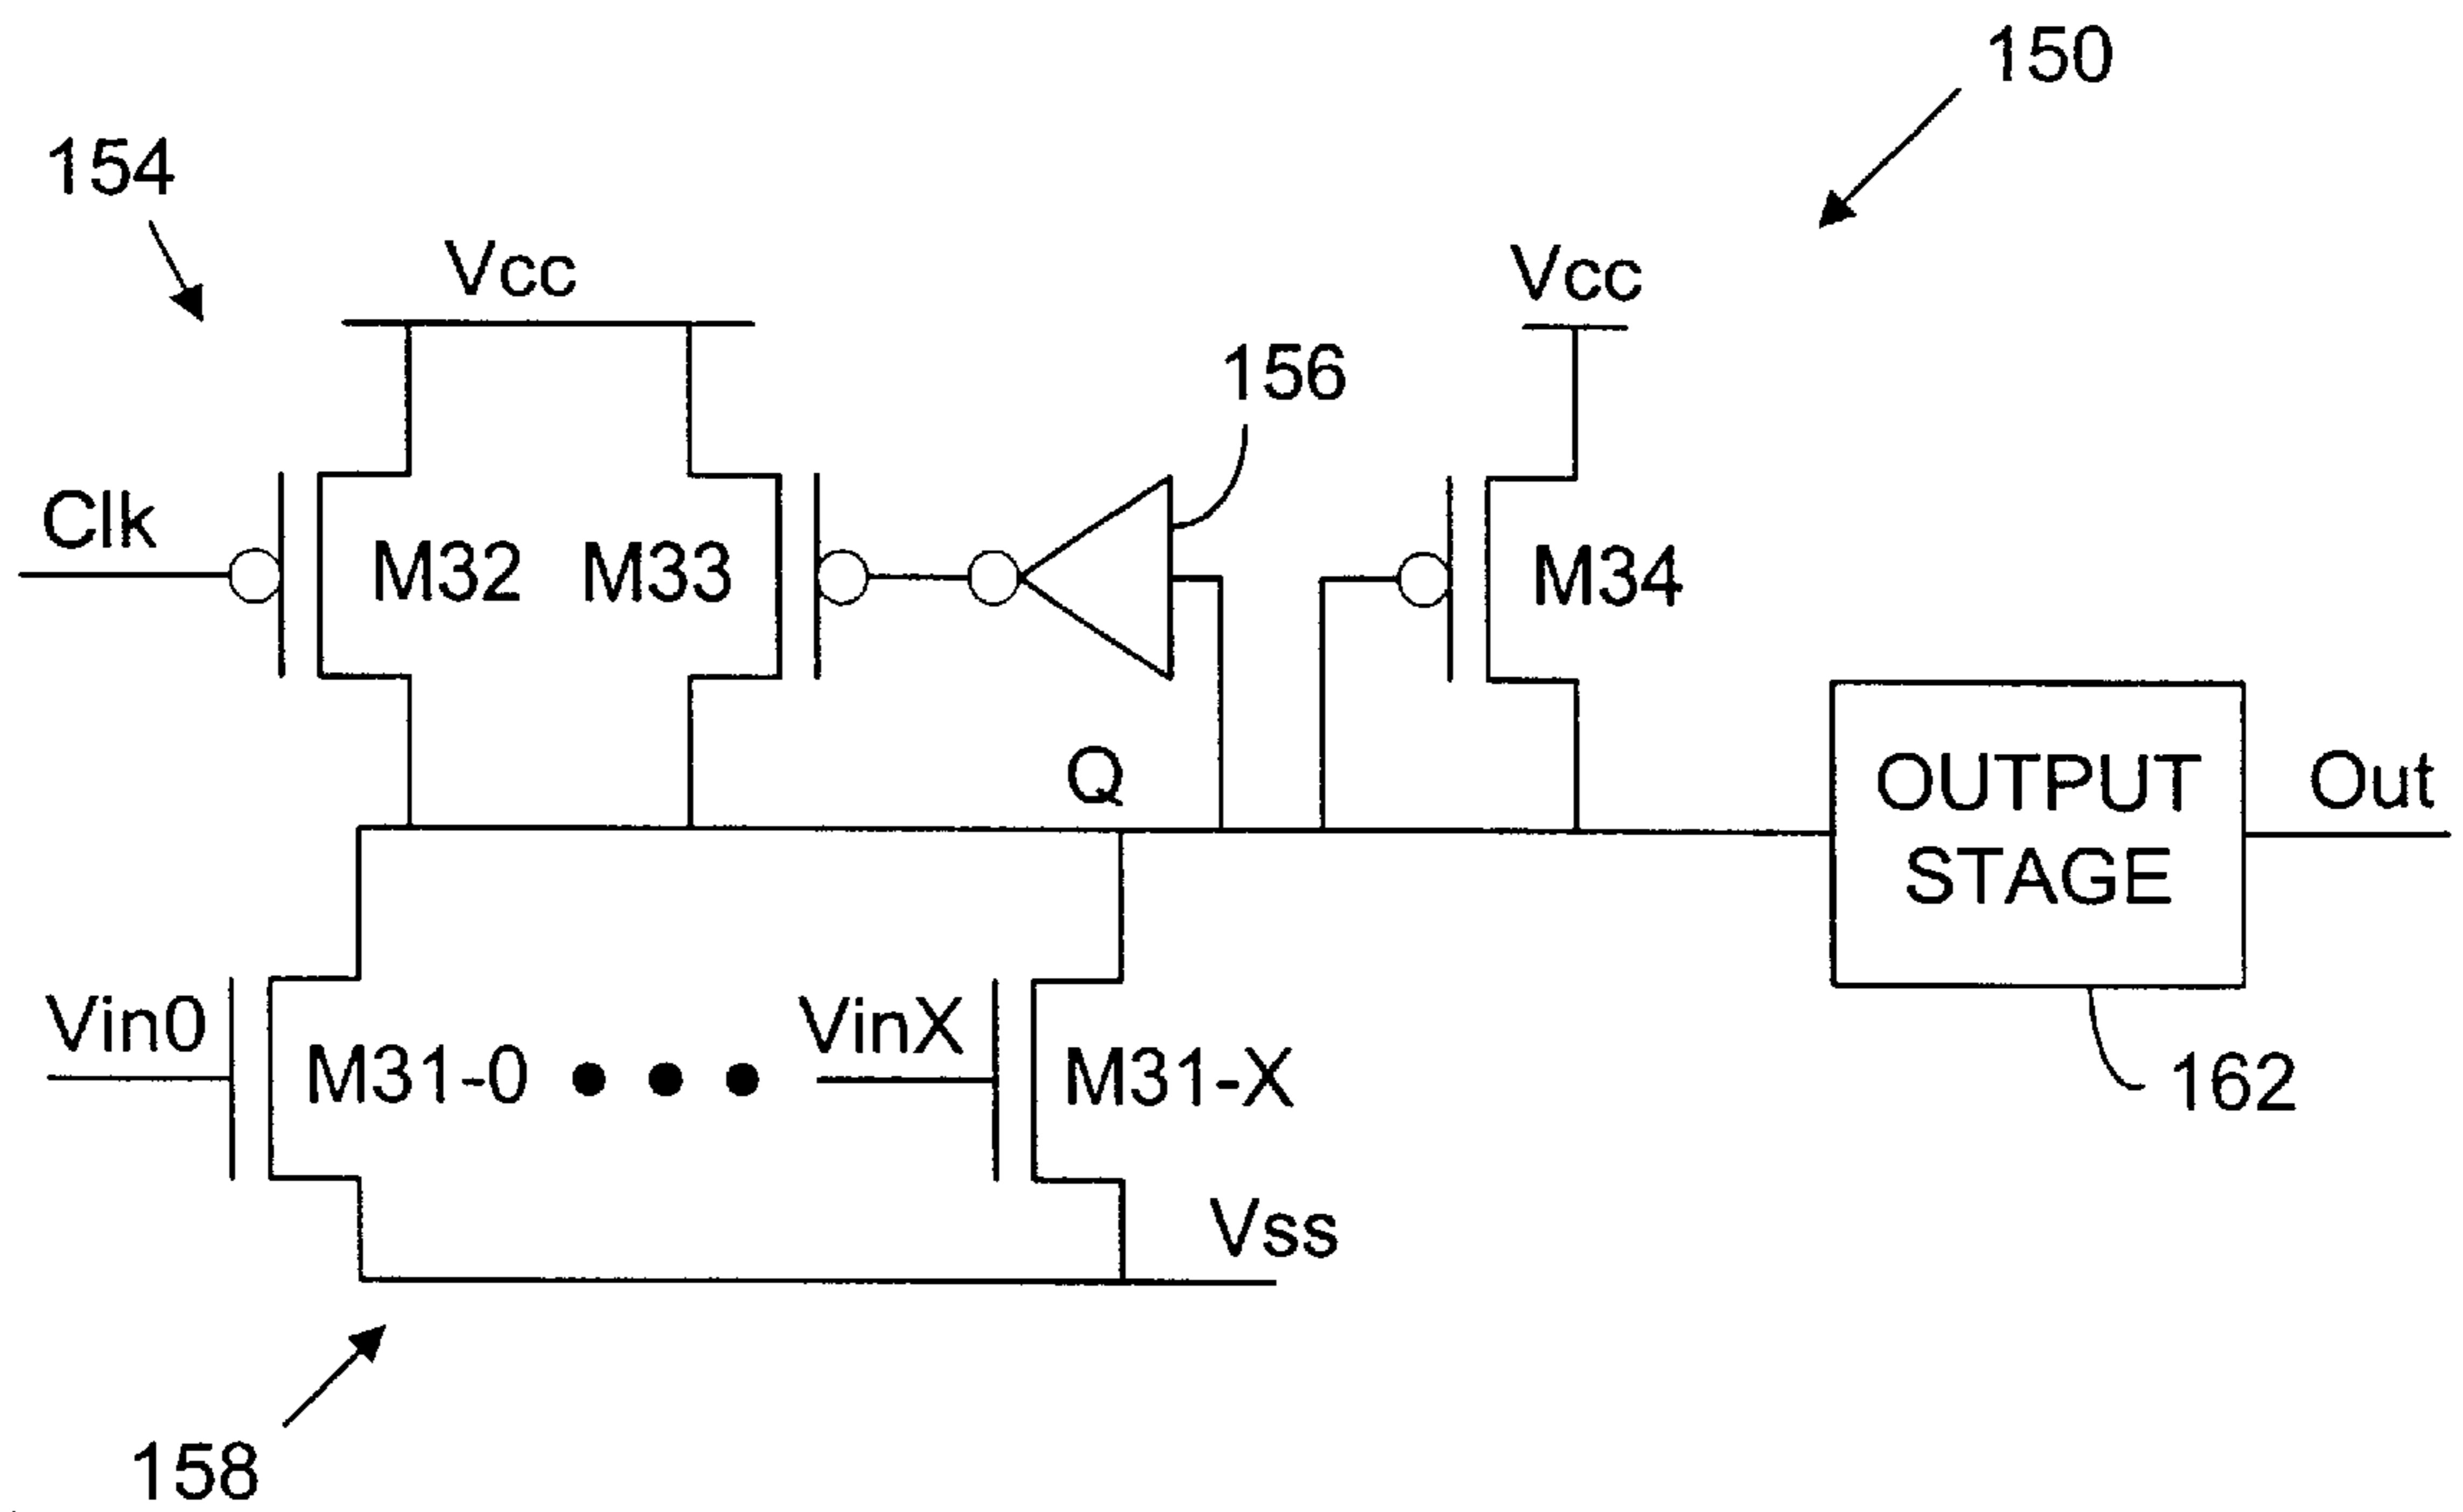 150
154
Vcc
Vcc
156
Clk
M32
M33
M34
Q
OUTPUT
STAGE
Out
Vin0
M31-0
VinX
M31-X
162
Vss
158